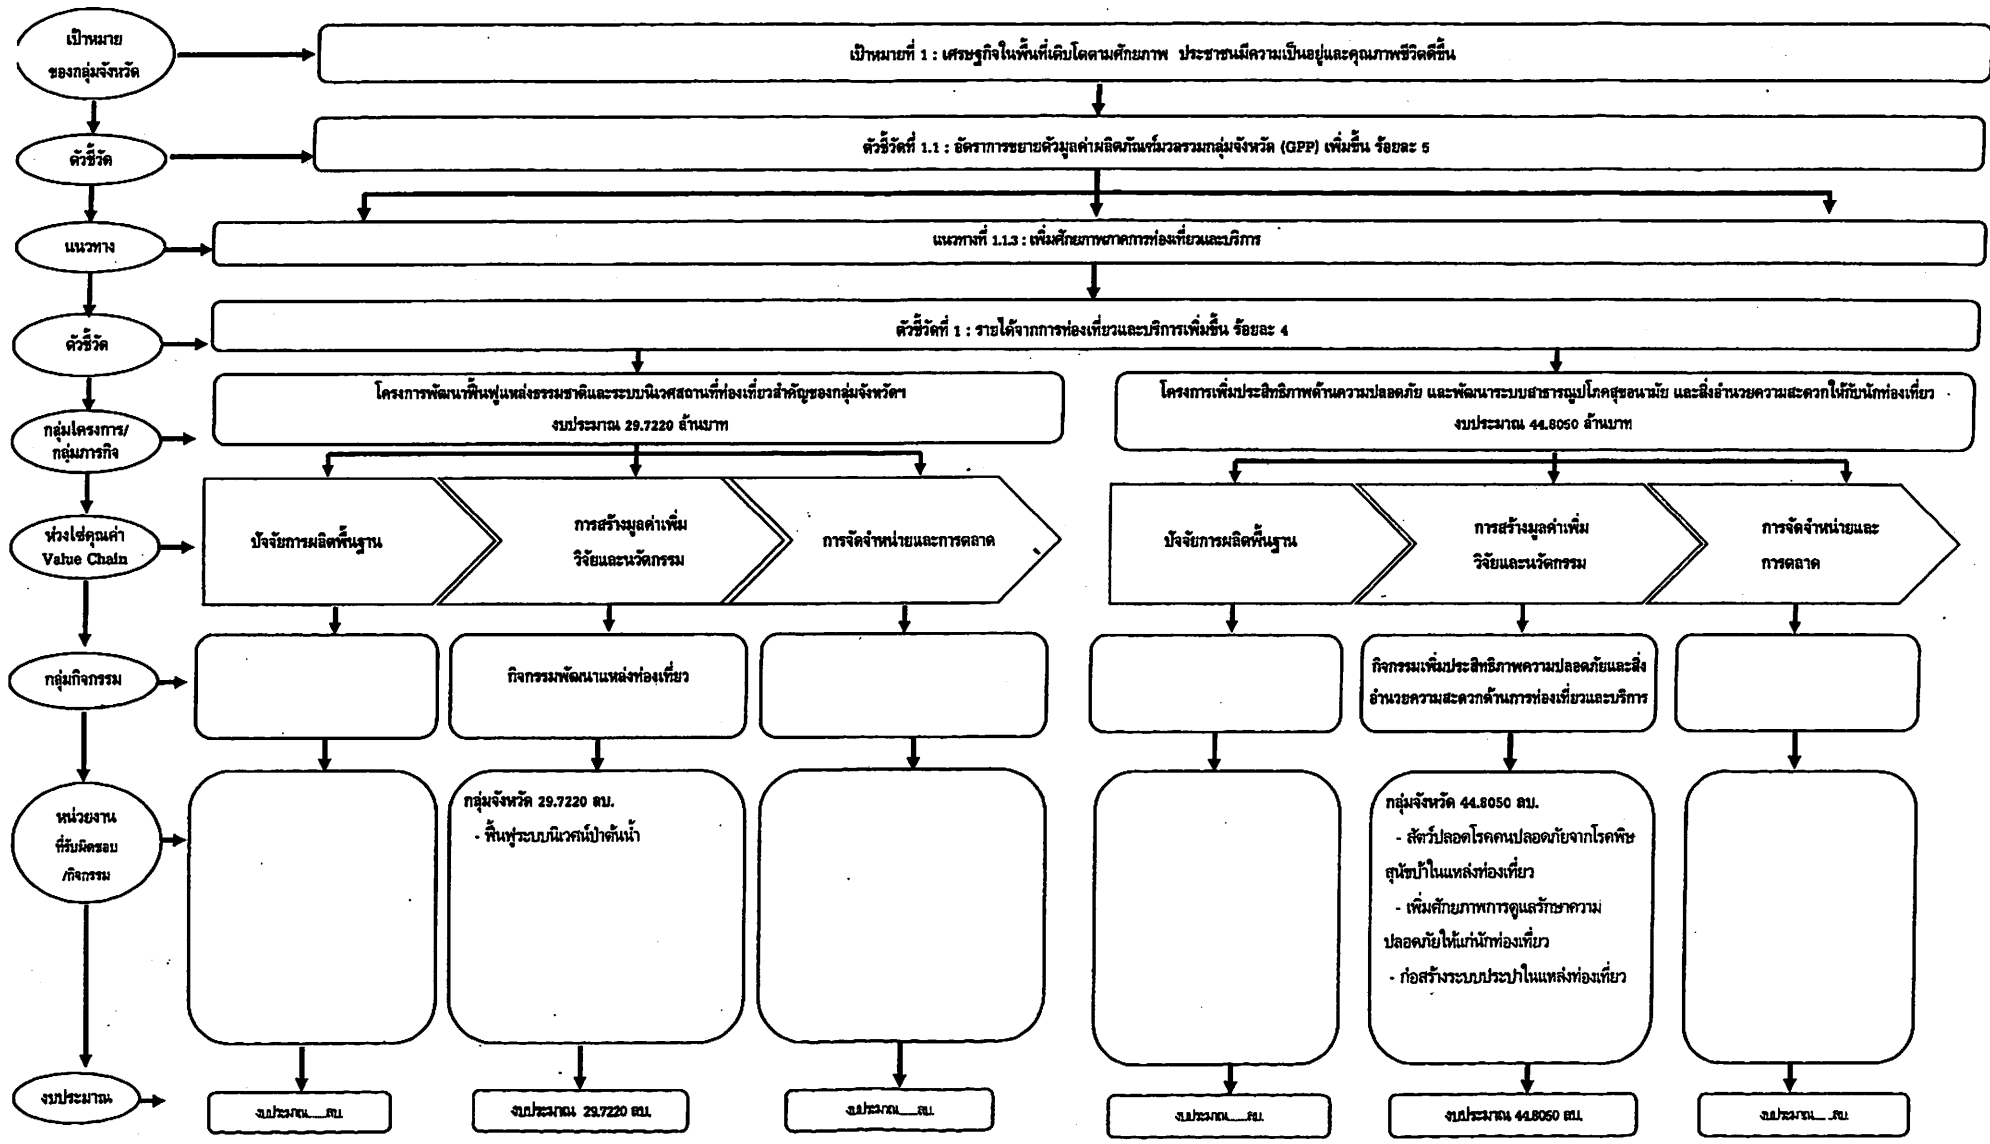 เป้าหมาย
ของกลุ่มจังหวัด
เป้าหมายที่ 1 : เศรษฐกิจในพื้นที่เติบโตตามศักยภาพ ประชาชนมีความเป็นอยู่และคุณภาพชีวิตดีขึ้น
ตัวชี้วัด
ตัวชี้วัดที่ 1.1 : อัตราการขยายตัวมูลค่าผลิตภัณฑ์มวลรวมกลุ่มจังหวัด (GPP) เพิ่มขึ้น ร้อยละ 5
แนวทาง
แนวทางที่ 1.1.3 : เพิ่มศักยภาพภาคการท่องเที่ยวและบริการ
ตัวชี้วัด
ตัวชี้วัดที่ 1 : รายได้จากการท่องเที่ยวและบริการเพิ่มขึ้น ร้อยละ 4
กลุ่มโครงการ/
กลุ่มภารกิจ
โครงการพัฒนาฟื้นฟูแหล่งธรรมชาติและระบบนิเวศสถานที่ท่องเที่ยวสำคัญของกลุ่มจังหวัดฯ
งบประมาณ 29.7220 ล้านบาท
โครงการเพิ่มประสิทธิภาพด้านความปลอดภัย และพัฒนาระบบสาธารณูปโภคสุขอนามัย และสิ่งอำนวยความสะดวกให้กับนักท่องเที่ยว
งบประมาณ 44.8050 ล้านบาท
ห่วงโซ่คุณค่า
Value Chain
ปัจจัยการผลิตพื้นฐาน
การสร้างมูลค่าเพิ่ม
วิจัยและนวัตกรรม
การจัดจำหน่ายและการตลาด
ปัจจัยการผลิตพื้นฐาน
การสร้างมูลค่าเพิ่ม
วิจัยและนวัตกรรม
การจัดจำหน่ายและ
การตลาด
กลุ่มกิจกรรม
กิจกรรมพัฒนาแหล่งท่องเที่ยว
กิจกรรมเพิ่มประสิทธิภาพความปลอดภัยและสิ่ง
อำนวยความสะดวกด้านการท่องเที่ยวและบริการ
หน่วยงาน
ที่รับผิดชอบ
/กิจกรรม
กลุ่มจังหวัด 29.7220 ลบ.
- ฟื้นฟูระบบนิเวศน์ป่าต้นน้ำ
กลุ่มจังหวัด 44.8050 ลบ.
- สัตว์ปลอดโรคคนปลอดภัยจากโรคพิษ
สุนัขบ้าในแหล่งท่องเที่ยว
- เพิ่มศักยภาพการดูแลรักษาความ
ปลอดภัยให้แก่นักท่องเที่ยว
- ก่อสร้างระบบประปาในแหล่งท่องเที่ยว
งบประมาณ
งบประมาณ___ลบ.
งบประมาณ 29.7220 ลบ.
งบประมาณ___ลบ.
งบประมาณ___ลบ.
งบประมาณ 44.8050 ลบ.
งบประมาณ___ลบ.